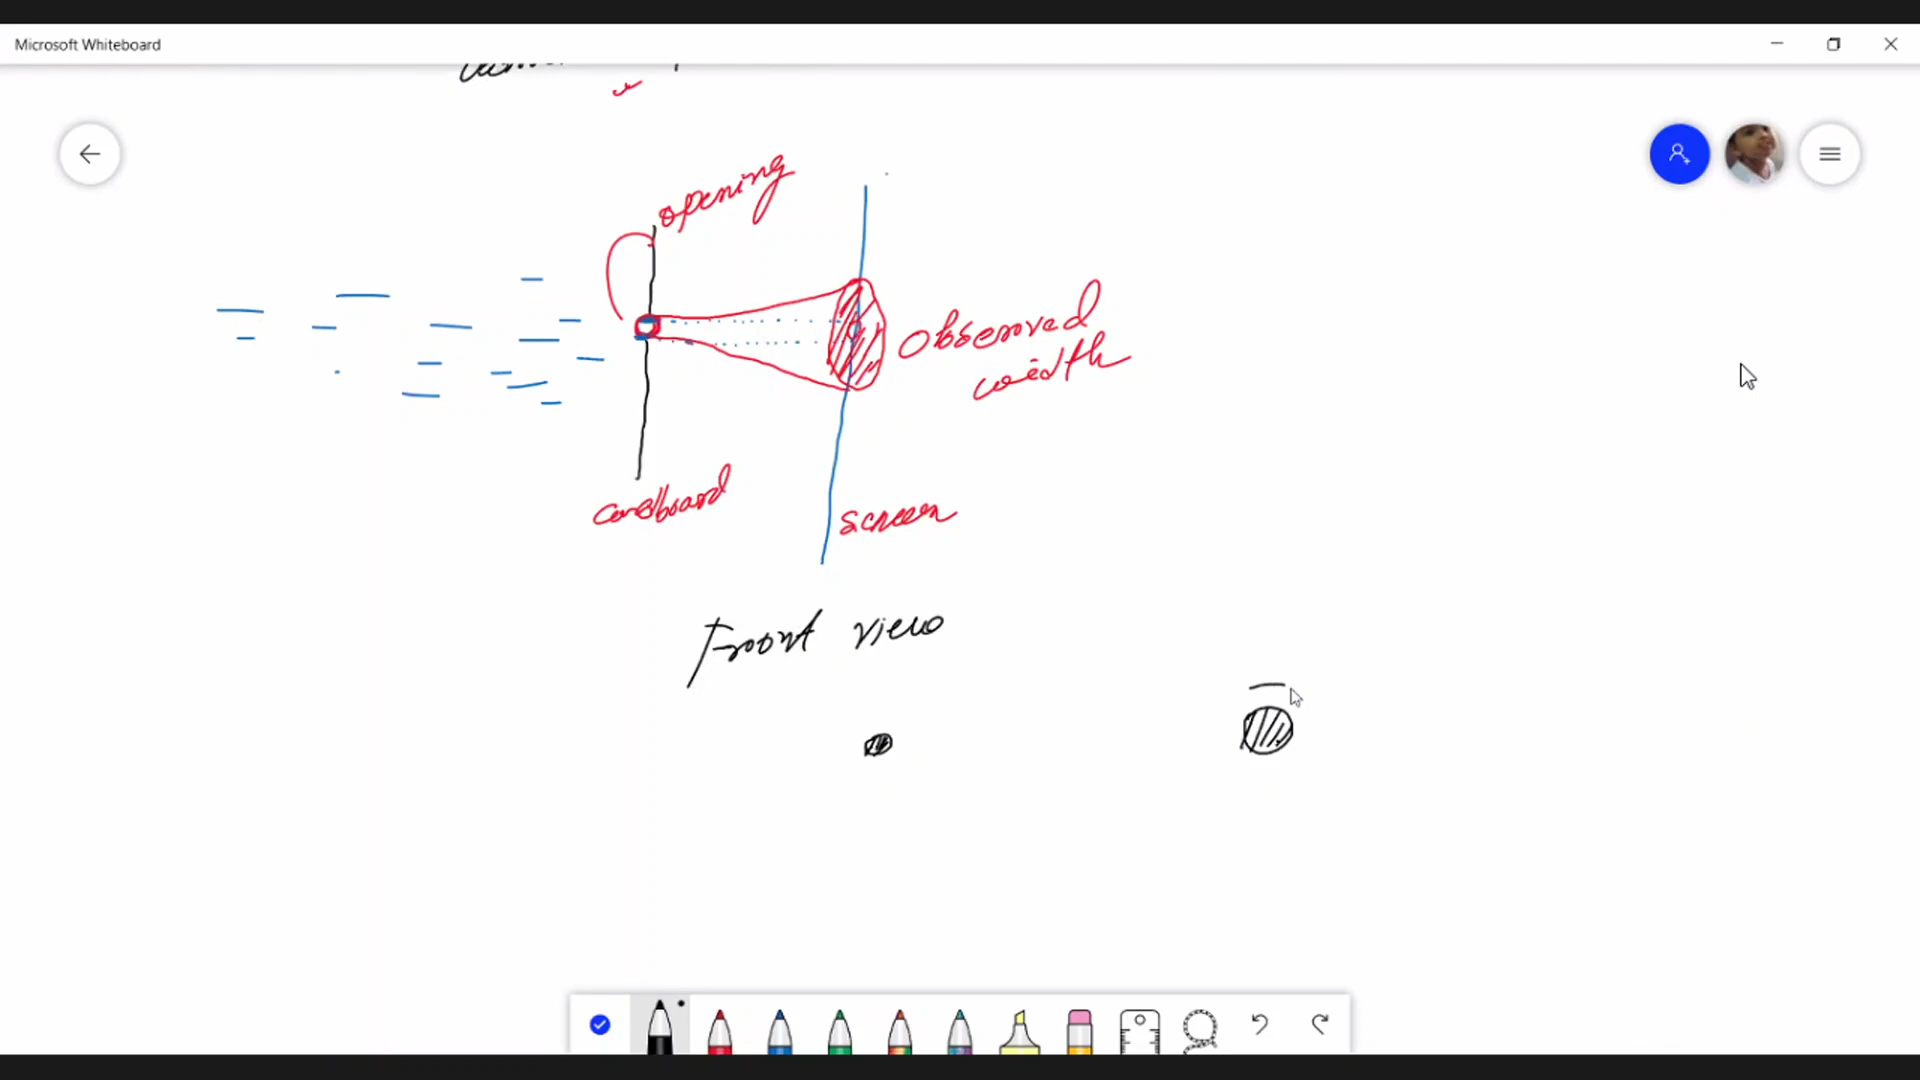 Microsoft Whiteboard
opening
Observed
width
cardboard
screen
Front view